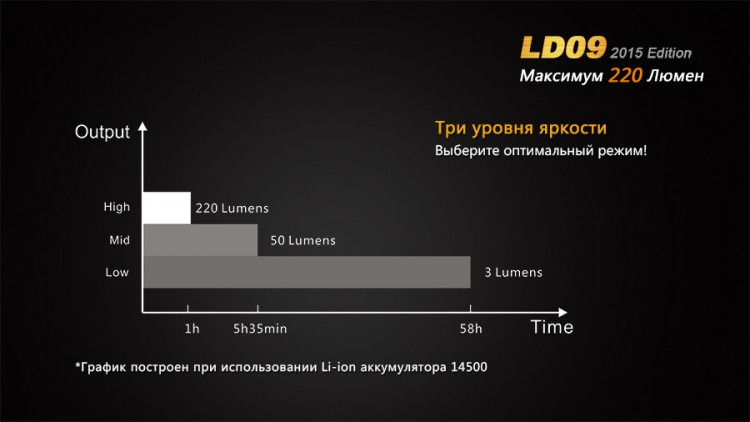 LD09 2015 Edition
Максимум 220 Люмен
Три уровня яркости
Выберите оптимальный режим!
Output
High 220 Lumens
Mid 50 Lumens
Low 3 Lumens
1h 5h35min 58h Time
*График построен при использовании Li-ion аккумулятора 14500